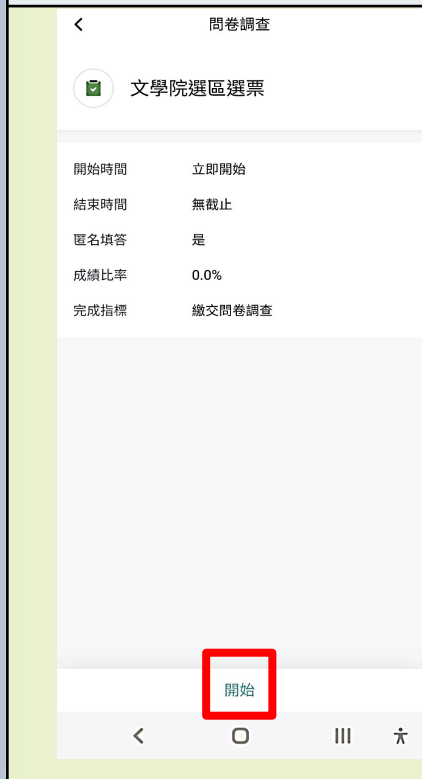 問卷調查
文學院選區選票
開始時間 立即開始
結束時間 無截止
匿名填答 是
成績比率 0.0%
完成指標 繳交問卷調查
開始